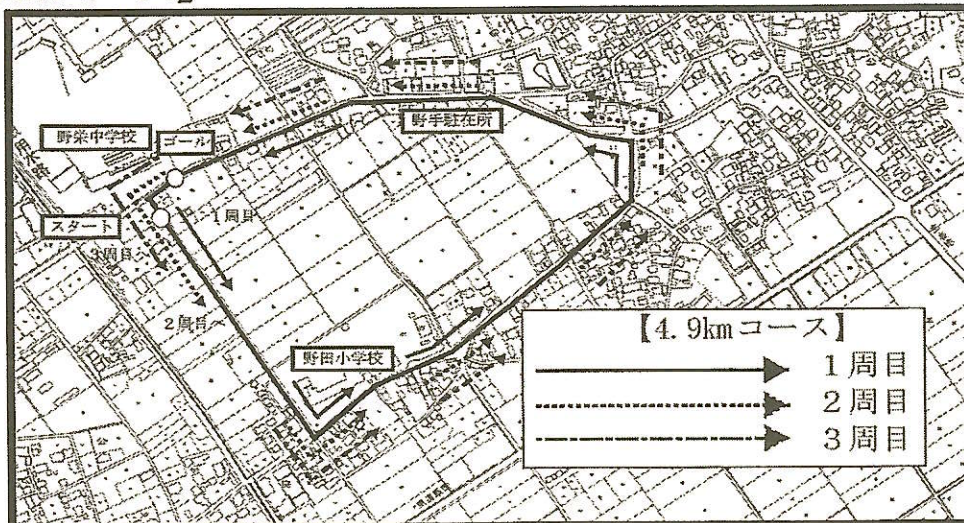 野栄中学校
ゴール
野手駐在所
スタート
1周目
3周目
2周目へ
野田小学校
【4.9kmコース】
1周目
2周目
3周目